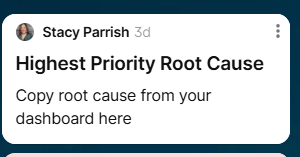 Stacy Parrish 3d
Highest Priority Root Cause
Copy root cause from your
dashboard here